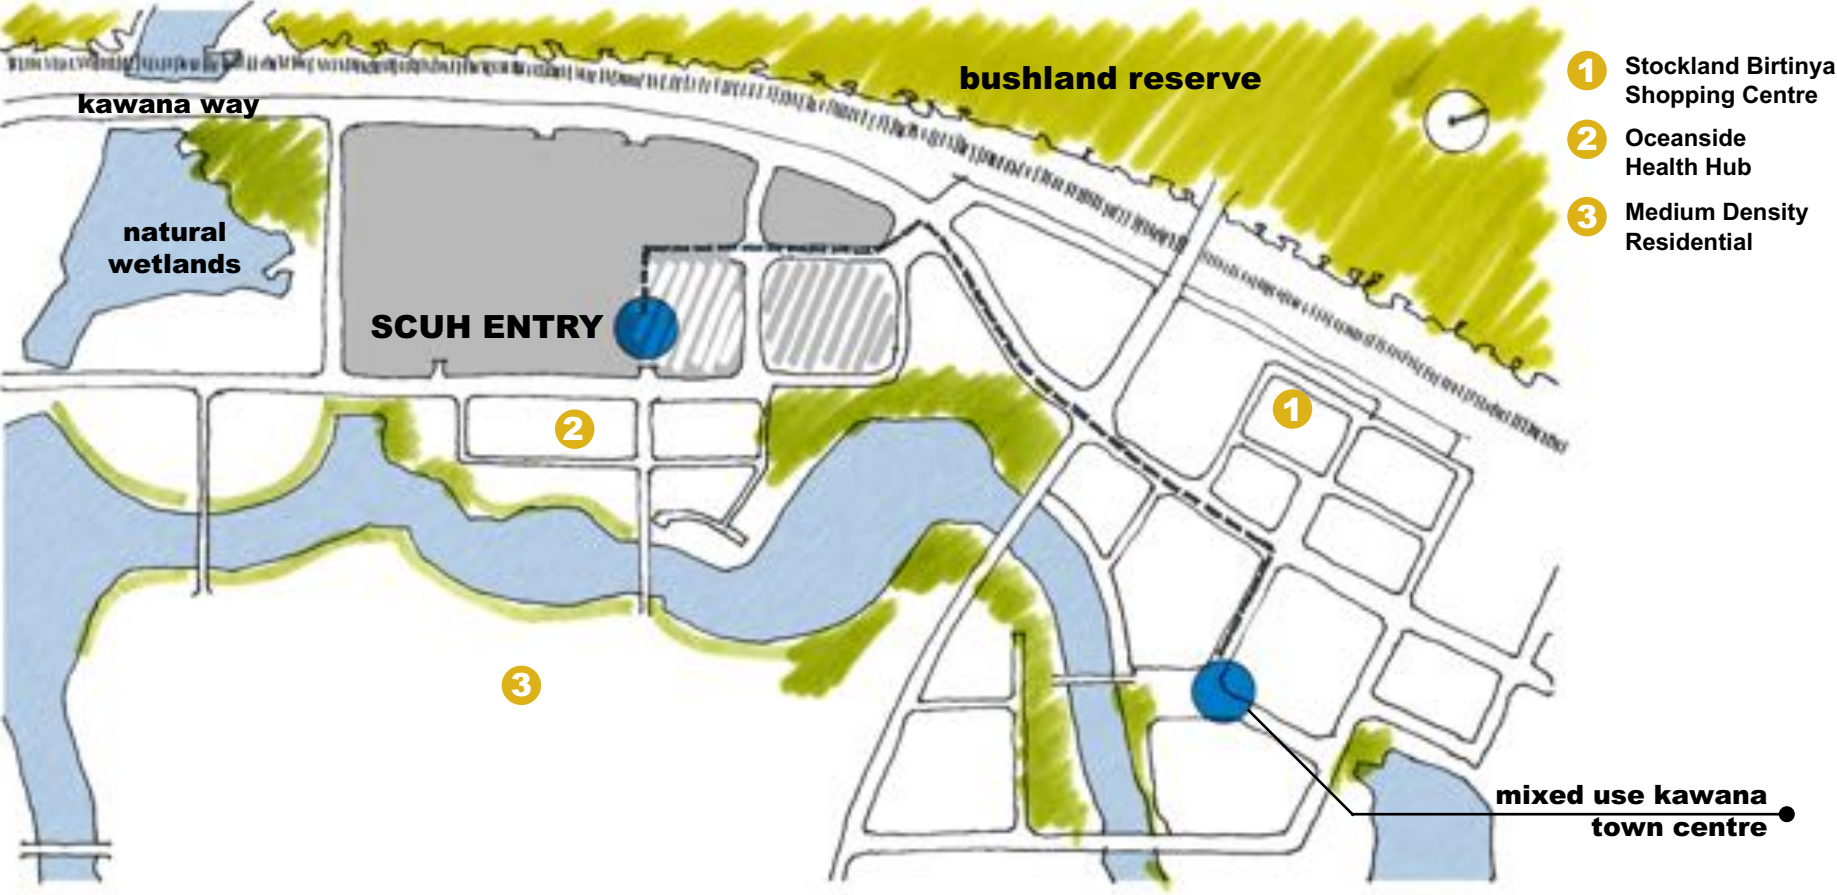 bushland reserve
kawana way
natural
wetlands
SCUH ENTRY
1
2
3
mixed use kawana
town centre
1
Stockland Birtinya
Shopping Centre
2
Oceanside
Health Hub
3
Medium Density
Residential